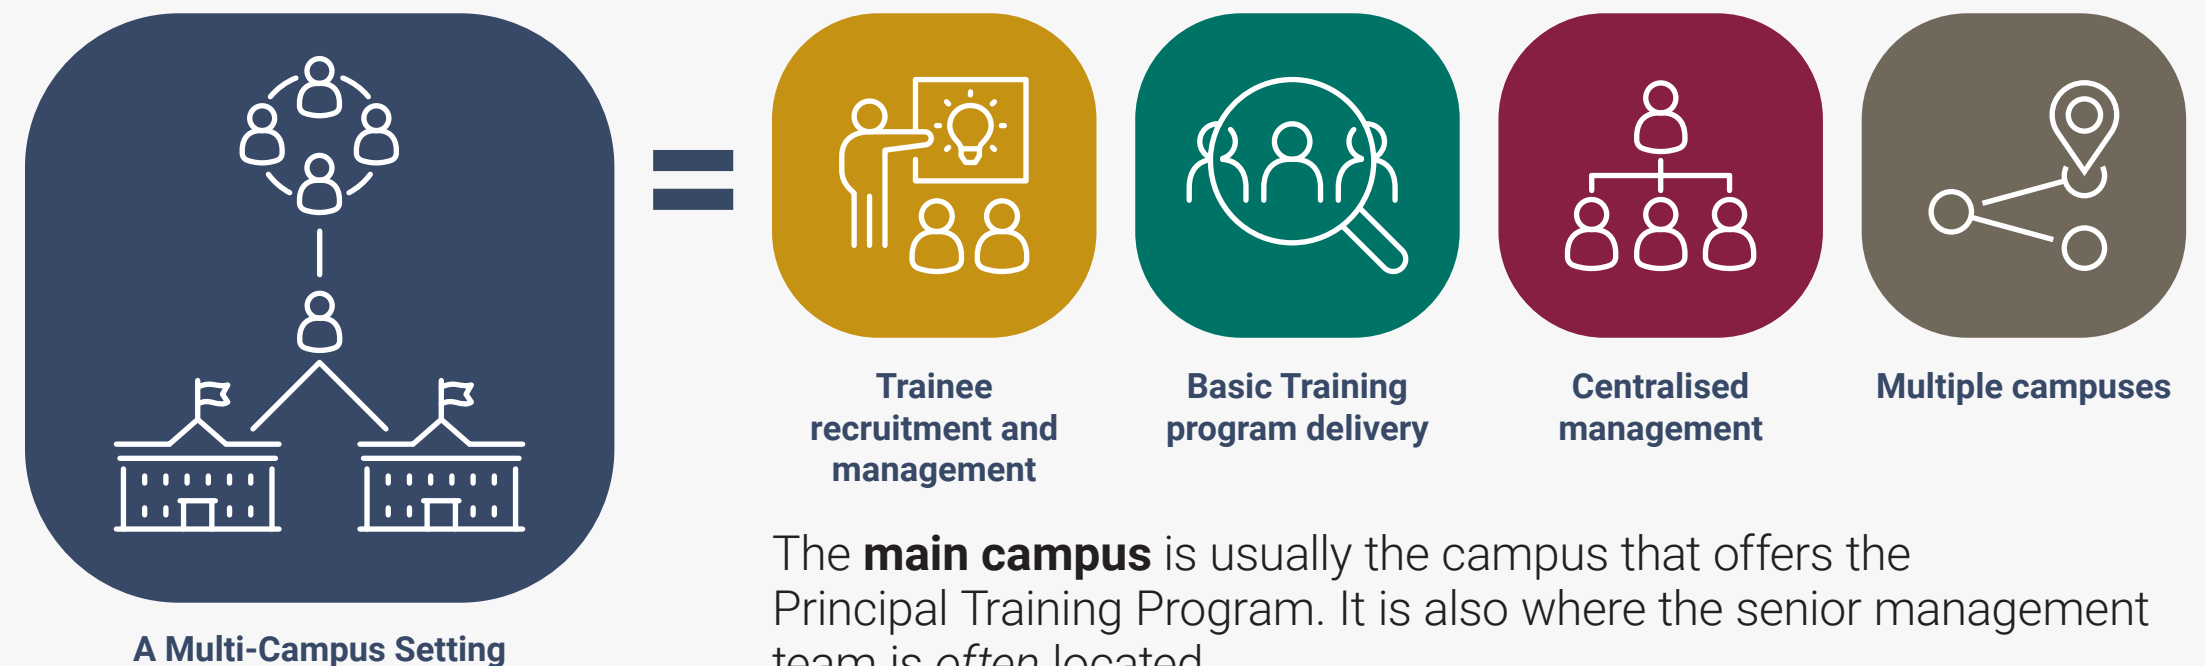 Trainee
recruitment and
management
Basic Training
program delivery
Centralised
management
Multiple campuses
A Multi-Campus Setting
The main campus is usually the campus that offers the
Principal Training Program. It is also where the senior management
team is often located